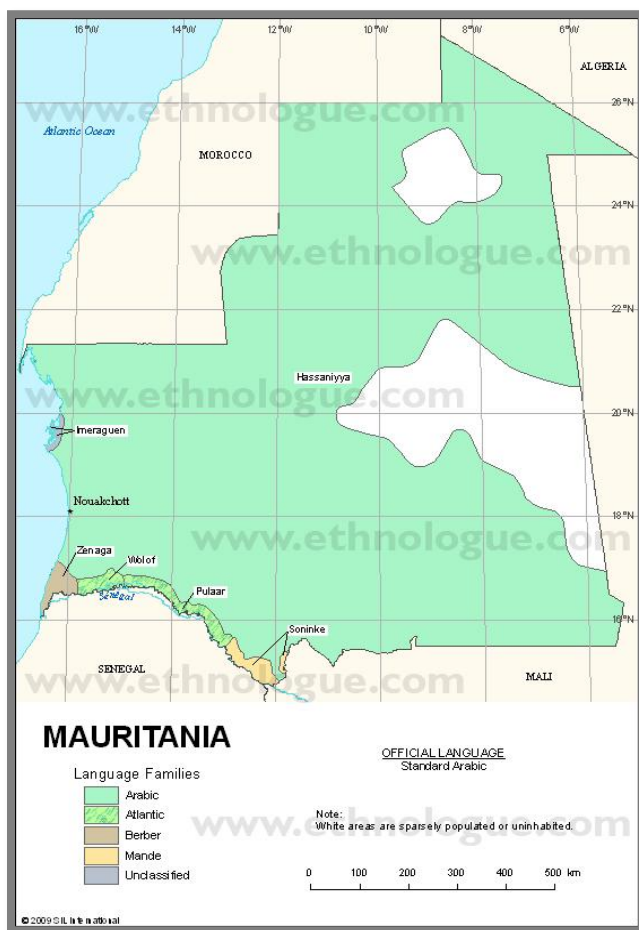 16°W
14°W
12°W
10°W
8°W
6°W
ALGERIA
www.ethnologue.com
26°N
Atlantic Ocean
MOROCCO
24°N
www.ethnologue.com
22°N
Hassaniyya
www.ethnologue.com
20°N
Imeraguen
Nouakchott
18°N
www.ethnologue.com
Zenaga
Wolof
Pulaar
Senegal
16°N
Soninke
SENEGAL
MALI
www.ethnologue.com
MAURITANIA
OFFICIAL LANGUAGE
Standard Arabic
Language Families
Arabic
Atlantic
Berber
Mande
Unclassified
Note:
White areas are sparsely populated or uninhabited.
www.ethnologue.com
0 100 200 300 400 500 km
© 2009 SIL International